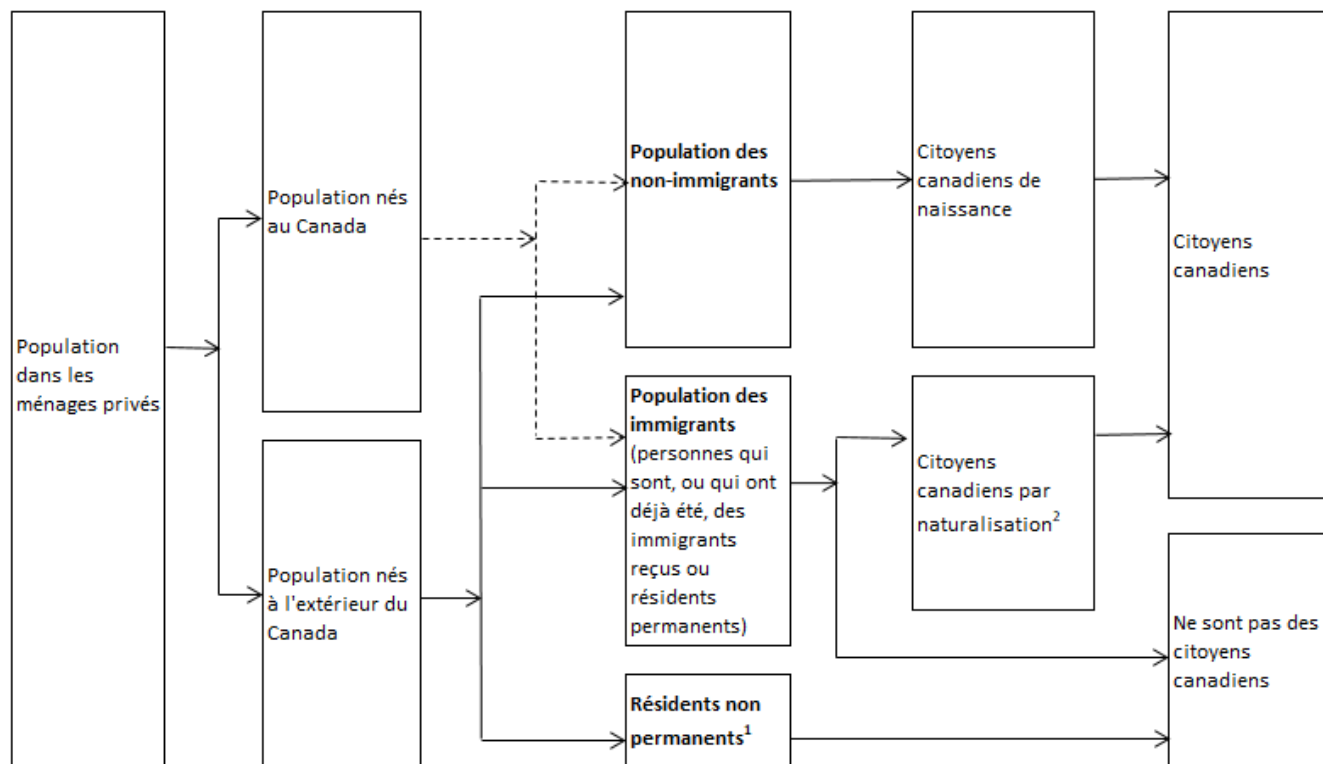 Population
dans les
ménages privés
Population nés
au Canada
Population nés
à l'extérieur du
Canada
Population des
non-immigrants
Population des
immigrants
(personnes qui
sont, ou qui ont
déjà été, des
immigrants
reçus ou
résidents
permanents)
Résidents non
permanents1
Citoyens
canadiens de
naissance
Citoyens
canadiens par
naturalisation2
Citoyens
canadiens
Ne sont pas des
citoyens
canadiens